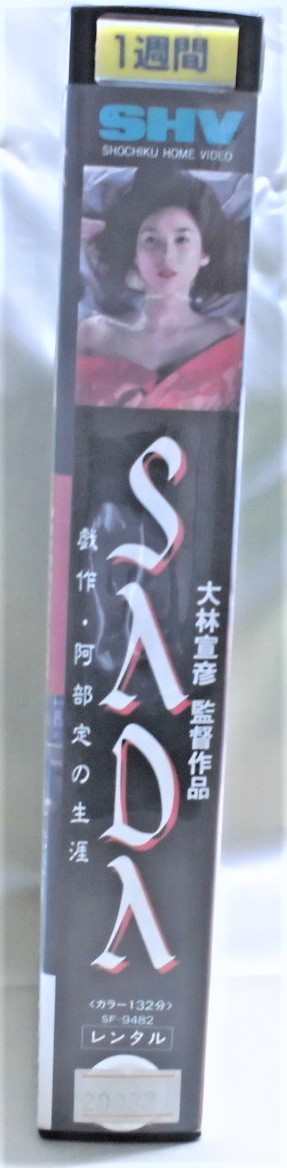 1週間
SHV
SHOCHIKU HOME VIDEO
SADA
大林宣彦 監督作品
戯作・阿部定の生涯
<カラー132分>
SF-9482
レンタル